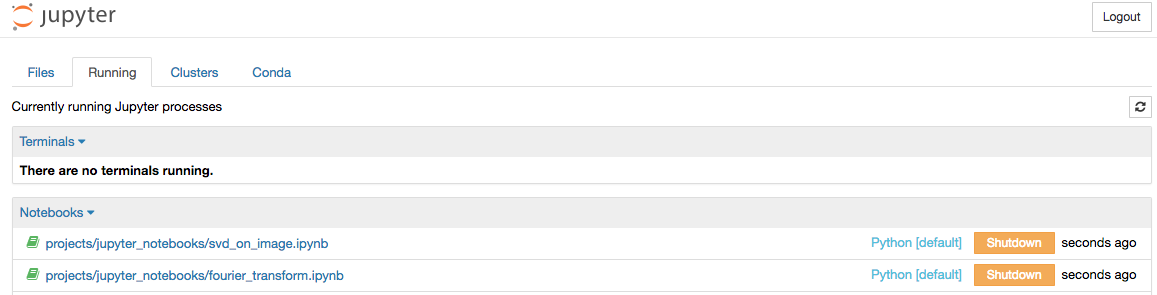 jupyter
Logout
Files Running Clusters Conda
Currently running Jupyter processes
Terminals
There are no terminals running.
Notebooks
projects/jupyter_notebooks/svd_on_image.ipynb Python [default] Shutdown seconds ago
projects/jupyter_notebooks/fourier_transform.ipynb Python [default] Shutdown seconds ago